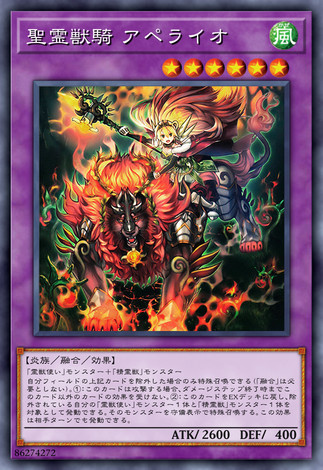 聖霊獣騎 アペライオ
風
【炎族／融合／効果】
「霊獣使い」モンスター＋「精霊獣」モンスター
自分フィールドの上記カードを除外した場合のみ特殊召喚できる（「融合」は必
要としない）。①：このカードは攻撃する場合、ダメージステップ終了時までこ
のカード以外のカードの効果を受けない。②：このカードをEXデッキに戻し、除
外されている自分の「霊獣使い」モンスター１体と「精霊獣」モンスター１体を
対象として発動できる。そのモンスターを守備表示で特殊召喚する。この効果
は相手ターンでも発動できる。
ATK/ 2600 DEF/ 400
86274272